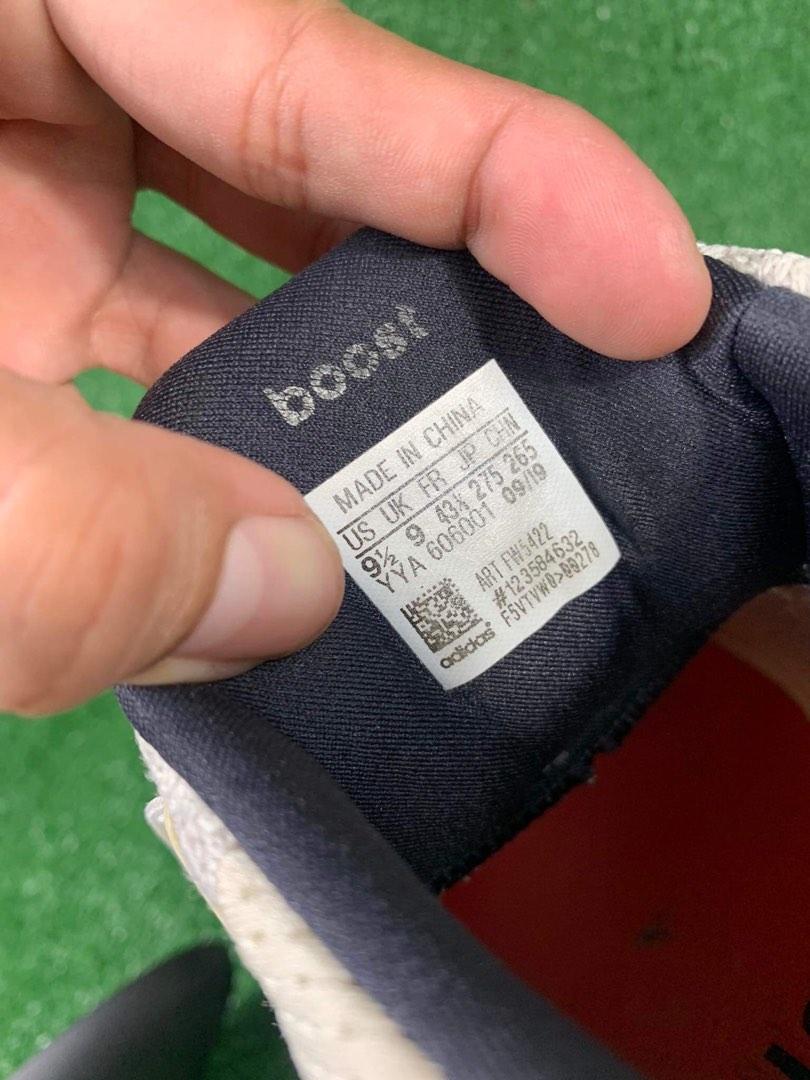 boost
MADE IN CHINA
US UK FR JP CHN
9½ 9 43⅓ 275 265
YYA 606001 09/19
ART FW5422
#123584632
adidas®